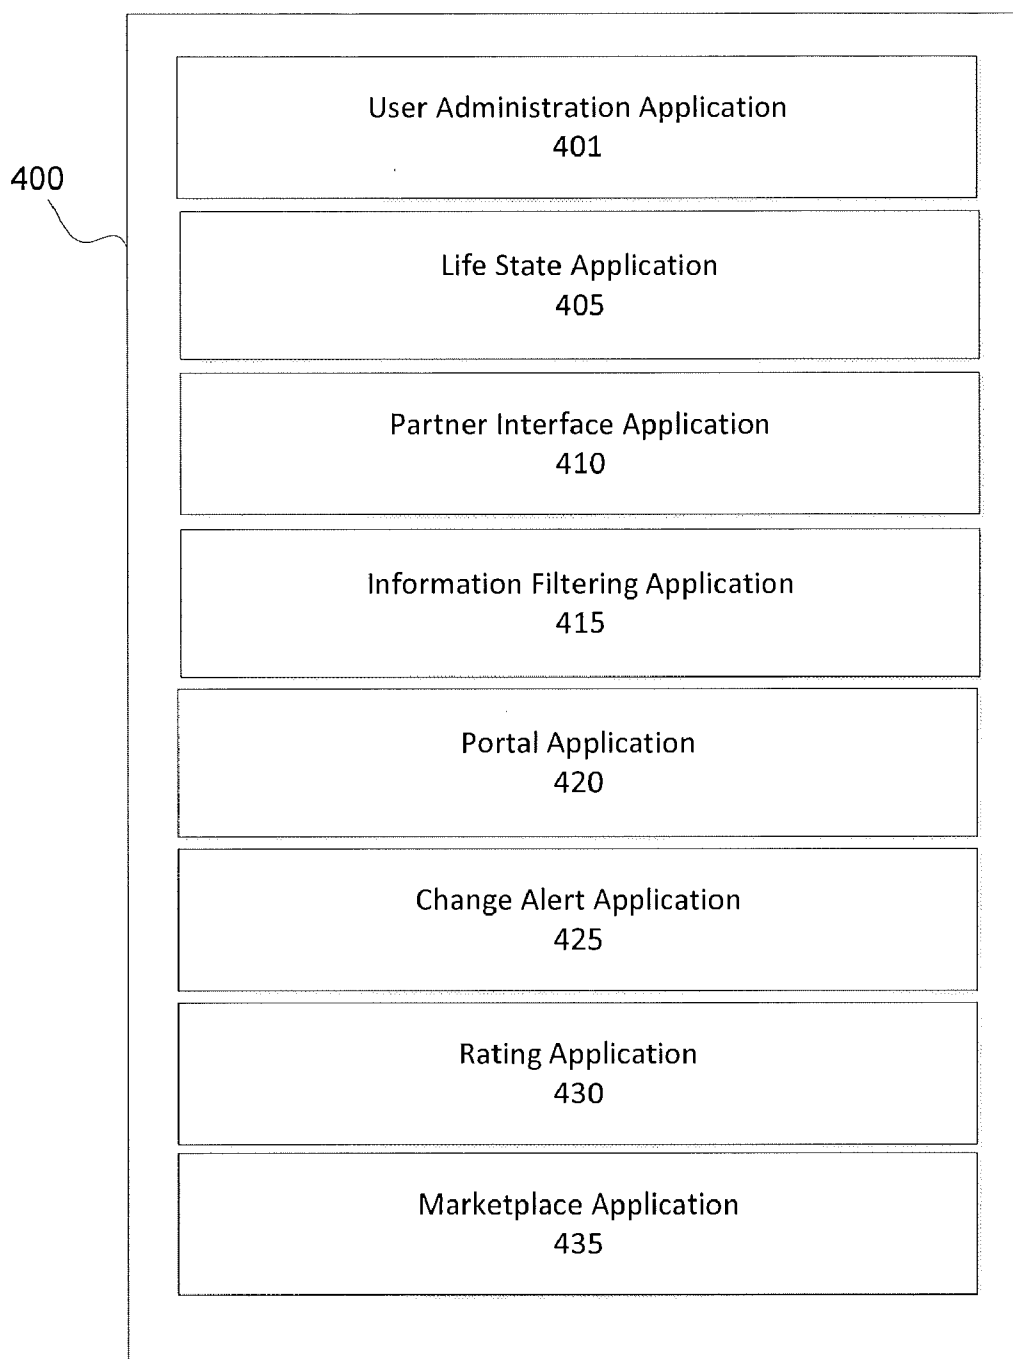 User Administration Application
401
400
Life State Application
405
Partner Interface Application
410
Information Filtering Application
415
Portal Application
420
Change Alert Application
425
Rating Application
430
Marketplace Application
435